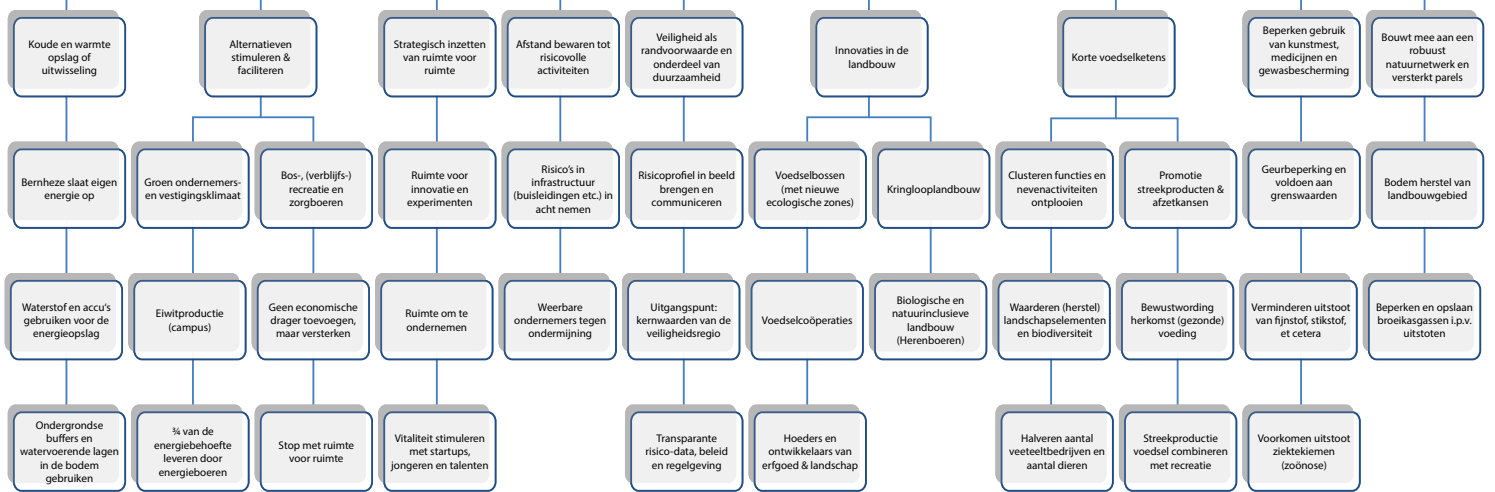 Koude en warmte
opslag of
uitwisseling
Alternatieven
stimuleren &
faciliteren
Strategisch inzetten
van ruimte voor
ruimte
Afstand bewaren tot
risicovolle
activiteiten
Veiligheid als
randvoorwaarde en
onderdeel van
duurzaamheid
Innovaties in de
landbouw
Korte voedselketens
Beperken gebruik
van kunstmest,
medicijnen en
gewasbescherming
Bouwt mee aan een
robuust
natuurnetwerk en
versterkt parels
Bernheze slaat eigen
energie op
Groen ondernemers-
en vestigingsklimaat
Bos-, (verblijfs-)
recreatie en
zorgboeren
Ruimte voor
innovatie en
experimenten
Risico's in
infrastructuur
(buisleidingen etc.) in
acht nemen
Risicoprofiel in beeld
brengen en
communiceren
Voedselbossen
(met nieuwe
ecologische zones)
Kringlooplandbouw
Clusteren functies en
nevenactiviteiten
ontplooien
Promotie
streekproducten &
afzetkansen
Geurbeperking en
voldoen aan
grenswaarden
Bodem herstel van
landbouwgebied
Waterstof en accu's
gebruiken voor de
energieopslag
Eiwitproductie
(campus)
Geen economische
drager toevoegen,
maar versterken
Ruimte om te
ondernemen
Weerbare
ondernemers tegen
ondermijning
Uitgangspunt:
kernwaarden van de
veiligheidsregio
Voedselcoöperaties
Biologische en
natuurinclusieve
landbouw
(Herenboeren)
Waarderen (herstel)
landschapselementen
en biodiversiteit
Bewustwording
herkomst (gezonde)
voeding
Verminderen uitstoot
van fijnstof, stikstof,
et cetera
Beperken en opslaan
broeikasgassen i.p.v.
uitstoten
Ondergrondse
buffers en
watervoerende lagen
in de bodem
gebruiken
¾ van de
energiebehoefte
leveren door
energieboeren
Stop met ruimte
voor ruimte
Vitaliteit stimuleren
met startups,
jongeren en talenten
Transparante
risico-data, beleid
en regelgeving
Hoeders en
ontwikkelaars van
erfgoed & landschap
Halveren aantal
veeteeltbedrijven en
aantal dieren
Streekproductie
voedsel combineren
met recreatie
Voorkomen uitstoot
ziektekiemen
(zoönose)